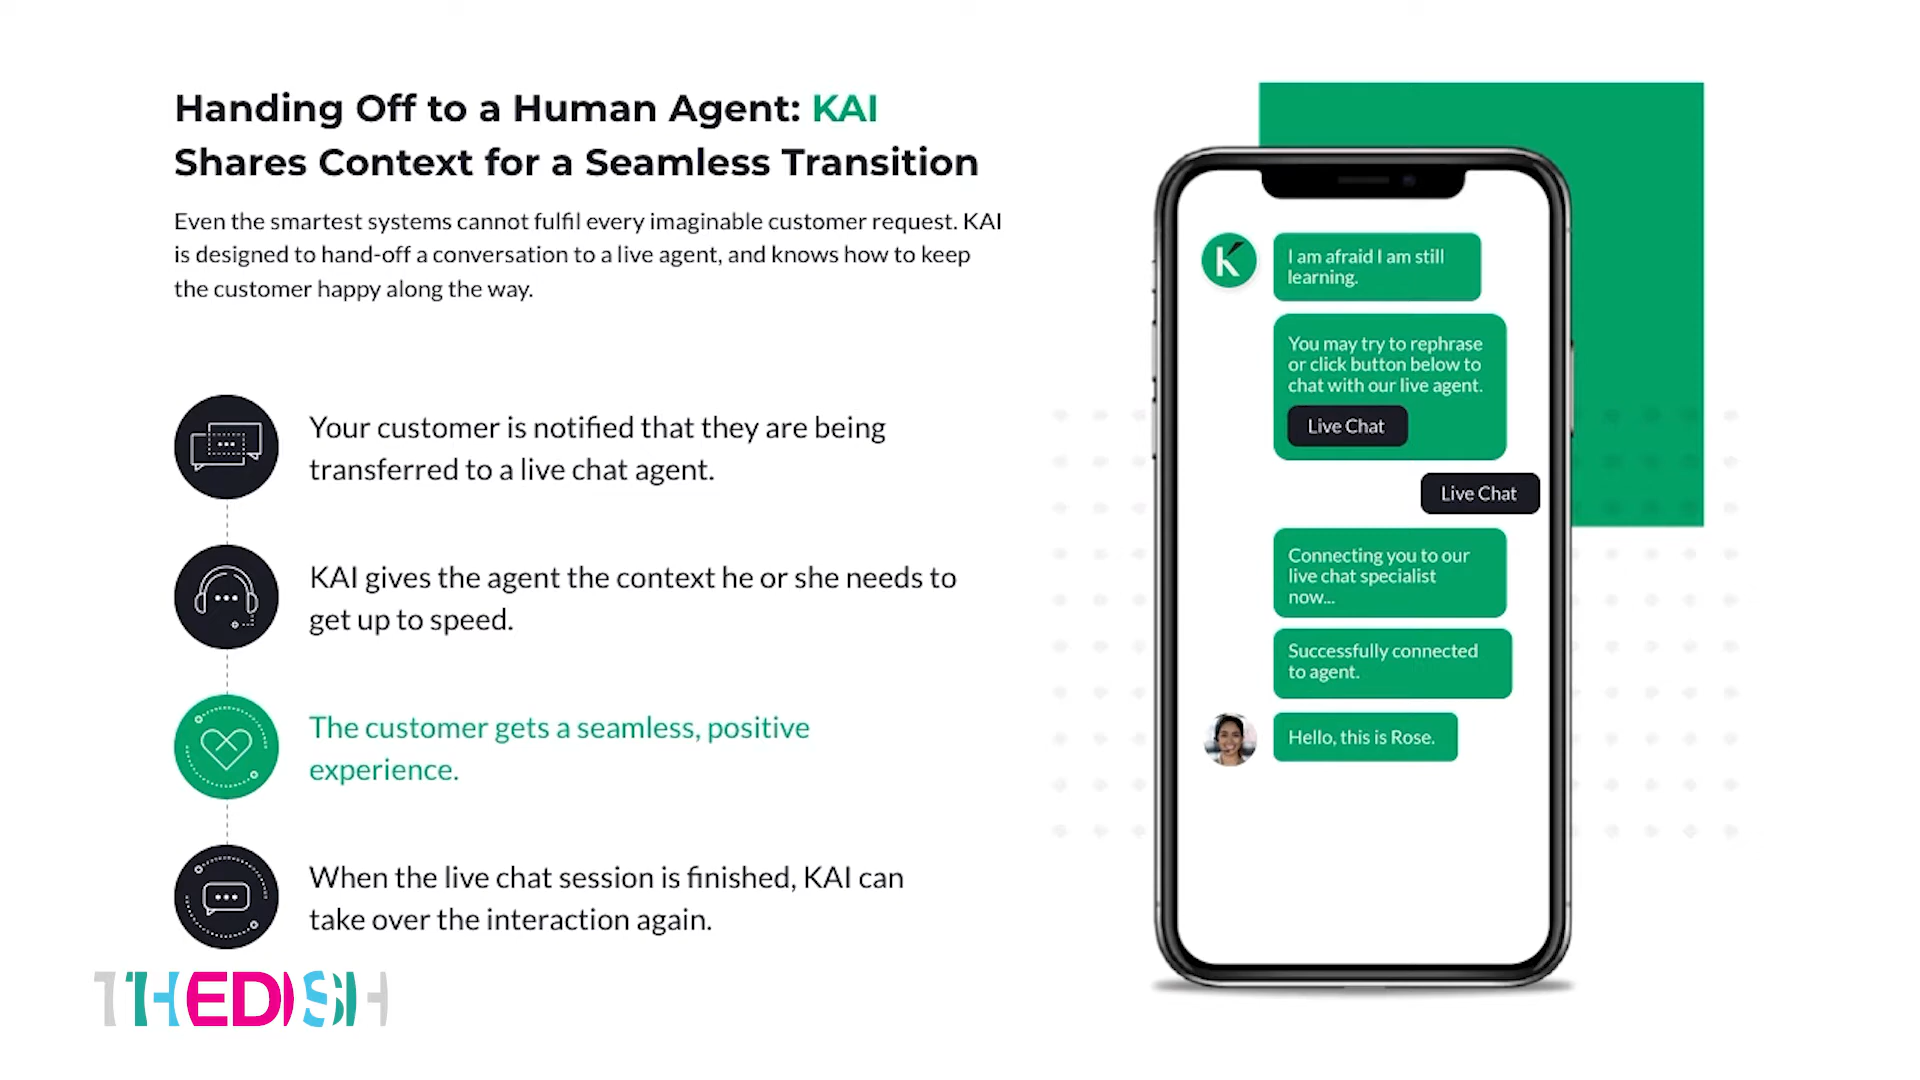 Handing Off to a Human Agent: KAI
Shares Context for a Seamless Transition
Even the smartest systems cannot fulfil every imaginable customer request. KAI
is designed to hand-off a conversation to a live agent, and knows how to keep
the customer happy along the way.
Your customer is notified that they are being
transferred to a live chat agent.
KAI gives the agent the context he or she needs to
get up to speed.
The customer gets a seamless, positive
experience.
When the live chat session is finished, KAI can
take over the interaction again.
THEDISH
K
I am afraid I am still
learning.
You may try to rephrase
or click button below to
chat with our live agent.
Live Chat
Live Chat
Connecting you to our
live chat specialist
now...
Successfully connected
to agent.
Hello, this is Rose.